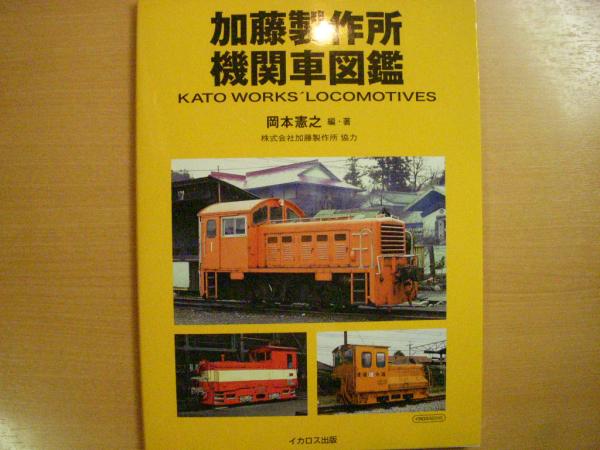 加藤製作所
機関車図鑑
KATO WORKS´LOCOMOTIVES
岡本憲之 編・著
株式会社加藤製作所 協力
イカロス出版